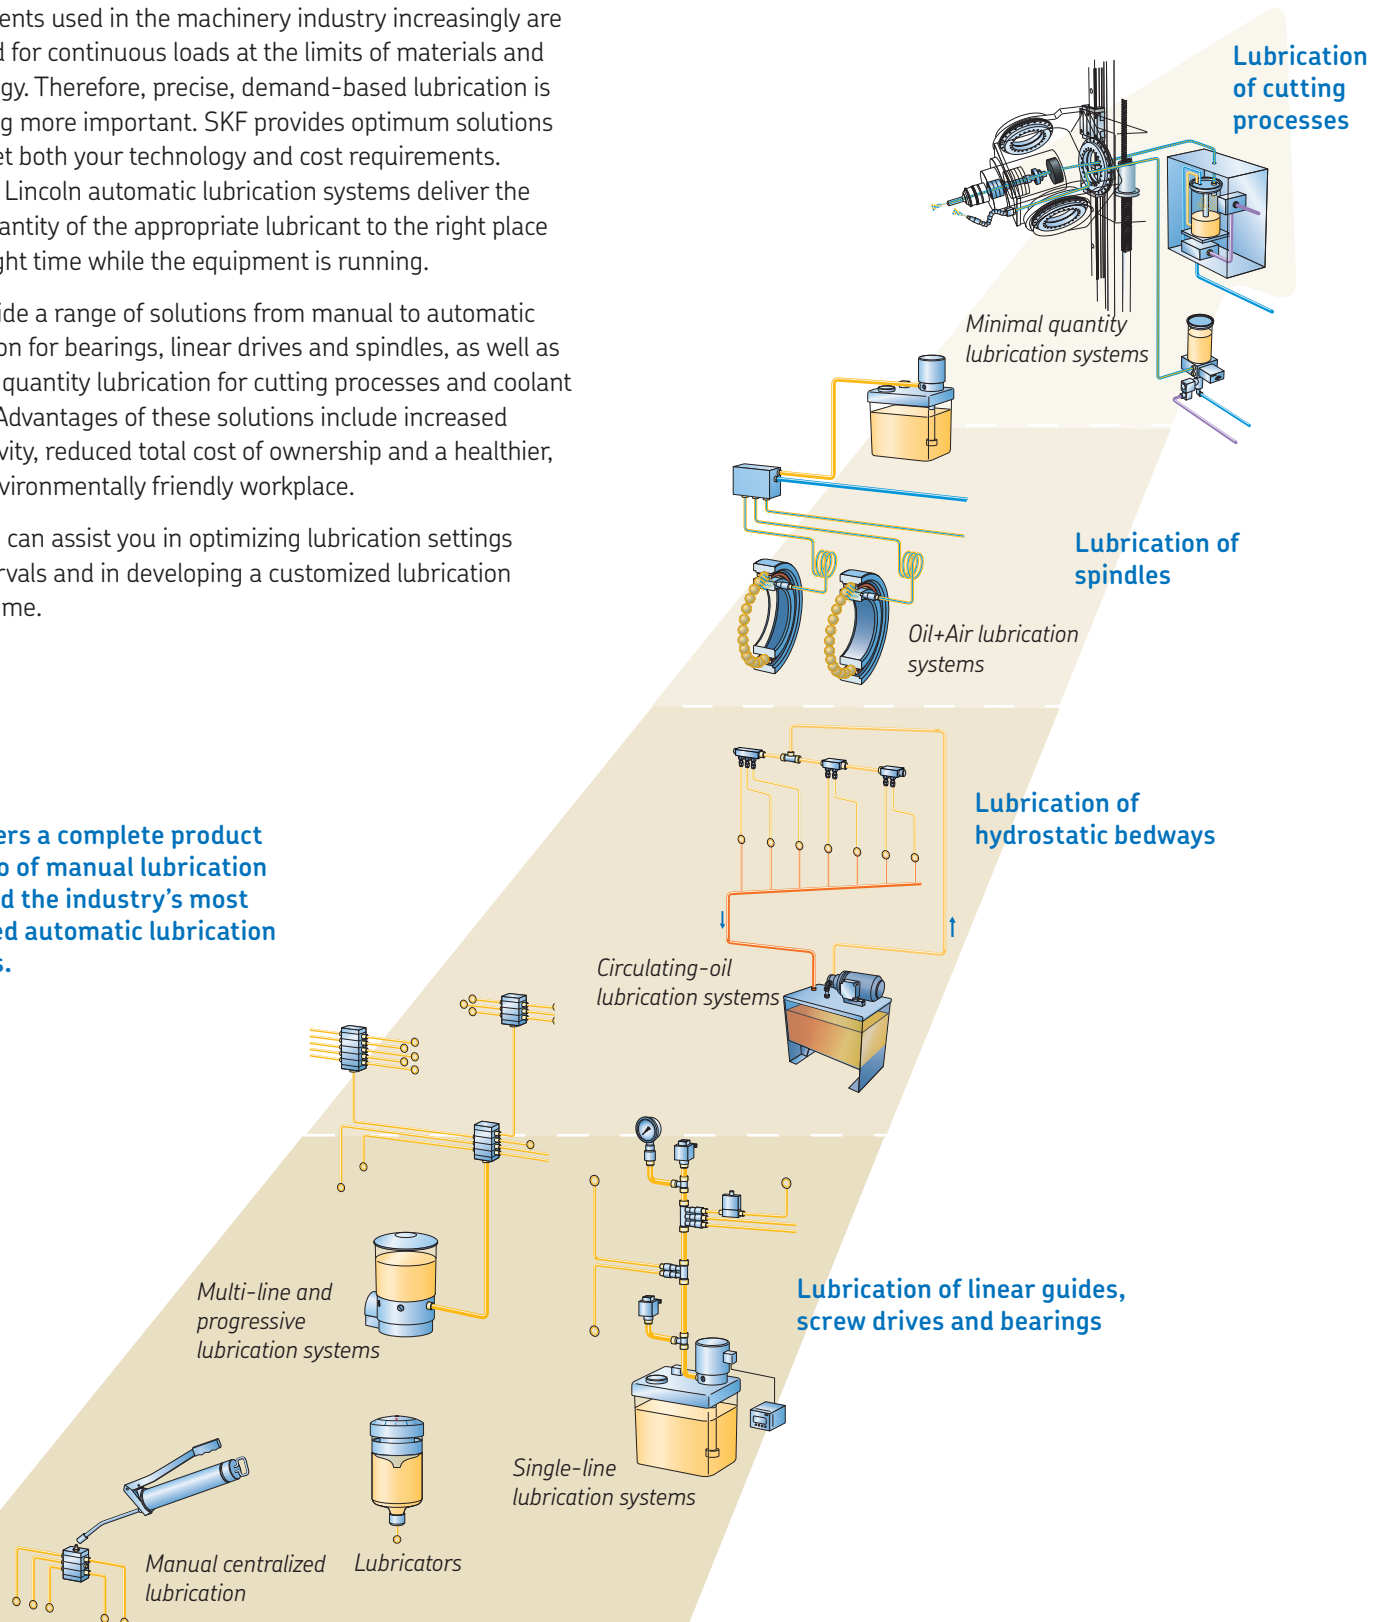 ents used in the machinery industry increasingly are
d for continuous loads at the limits of materials and
gy. Therefore, precise, demand-based lubrication is
g more important. SKF provides optimum solutions
et both your technology and cost requirements.
Lincoln automatic lubrication systems deliver the
antity of the appropriate lubricant to the right place
ght time while the equipment is running.
ide a range of solutions from manual to automatic
on for bearings, linear drives and spindles, as well as
quantity lubrication for cutting processes and coolant
Advantages of these solutions include increased
vity, reduced total cost of ownership and a healthier,
vironmentally friendly workplace.
can assist you in optimizing lubrication settings
rvals and in developing a customized lubrication
me.
ers a complete product
o of manual lubrication
d the industry's most
ed automatic lubrication
s.
Lubrication
of cutting
processes
Minimal quantity
lubrication systems
Lubrication of
spindles
Oil+Air lubrication
systems
Lubrication of
hydrostatic bedways
Circulating-oil
lubrication systems
Lubrication of linear guides,
screw drives and bearings
Multi-line and
progressive
lubrication systems
Single-line
lubrication systems
Lubricators
Manual centralized
lubrication